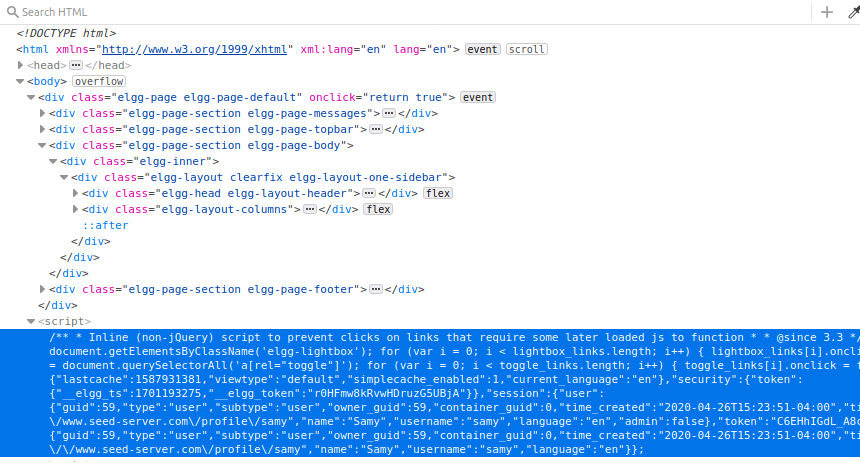 Search HTML
<!DOCTYPE html>
<html xmlns="http://www.w3.org/1999/xhtml" xml:lang="en" lang="en"> event scroll
<head> ••• </head>
<body> overflow
<div class="elgg-page elgg-page-default" onclick="return true"> event
<div class="elgg-page-section elgg-page-messages"> ••• </div>
<div class="elgg-page-section elgg-page-topbar"> ••• </div>
<div class="elgg-page-section elgg-page-body">
<div class="elgg-inner">
<div class="elgg-layout clearfix elgg-layout-one-sidebar">
<div class="elgg-head elgg-layout-header"> ••• </div> flex
<div class="elgg-layout-columns"> ••• </div> flex
::after
</div>
</div>
</div>
<div class="elgg-page-section elgg-page-footer"> ••• </div>
</div>
<script>
/** * Inline (non-jQuery) script to prevent clicks on links that require some later loaded js to function * * @since 3.3 */
document.getElementsByClassName('elgg-lightbox'); for (var i = 0; i < lightbox_links.length; i++) { lightbox_links[i].oncli
= document.querySelectorAll('a[rel="toggle"]'); for (var i = 0; i < toggle_links.length; i++) { toggle_links[i].onclick = f
{"lastcache":1587931381,"viewtype":"default","simplecache_enabled":1,"current_language":"en"},"security":{"token":
{"__elgg_ts":1701193275,"__elgg_token":"r0HFmw8kRvwHDruzG5UBjA"}},"session":{"user":
{"guid":59,"type":"user","subtype":"user","owner_guid":59,"container_guid":0,"time_created":"2020-04-26T15:23:51-04:00","ti
\/www.seed-server.com\/profile\/samy","name":"Samy","username":"samy","language":"en","admin":false},"token":"C6EHhIGdL_A8c
{"guid":59,"type":"user","subtype":"user","owner_guid":59,"container_guid":0,"time_created":"2020-04-26T15:23:51-04:00","ti
\/\/www.seed-server.com\/profile\/samy","name":"Samy","username":"samy","language":"en"}};